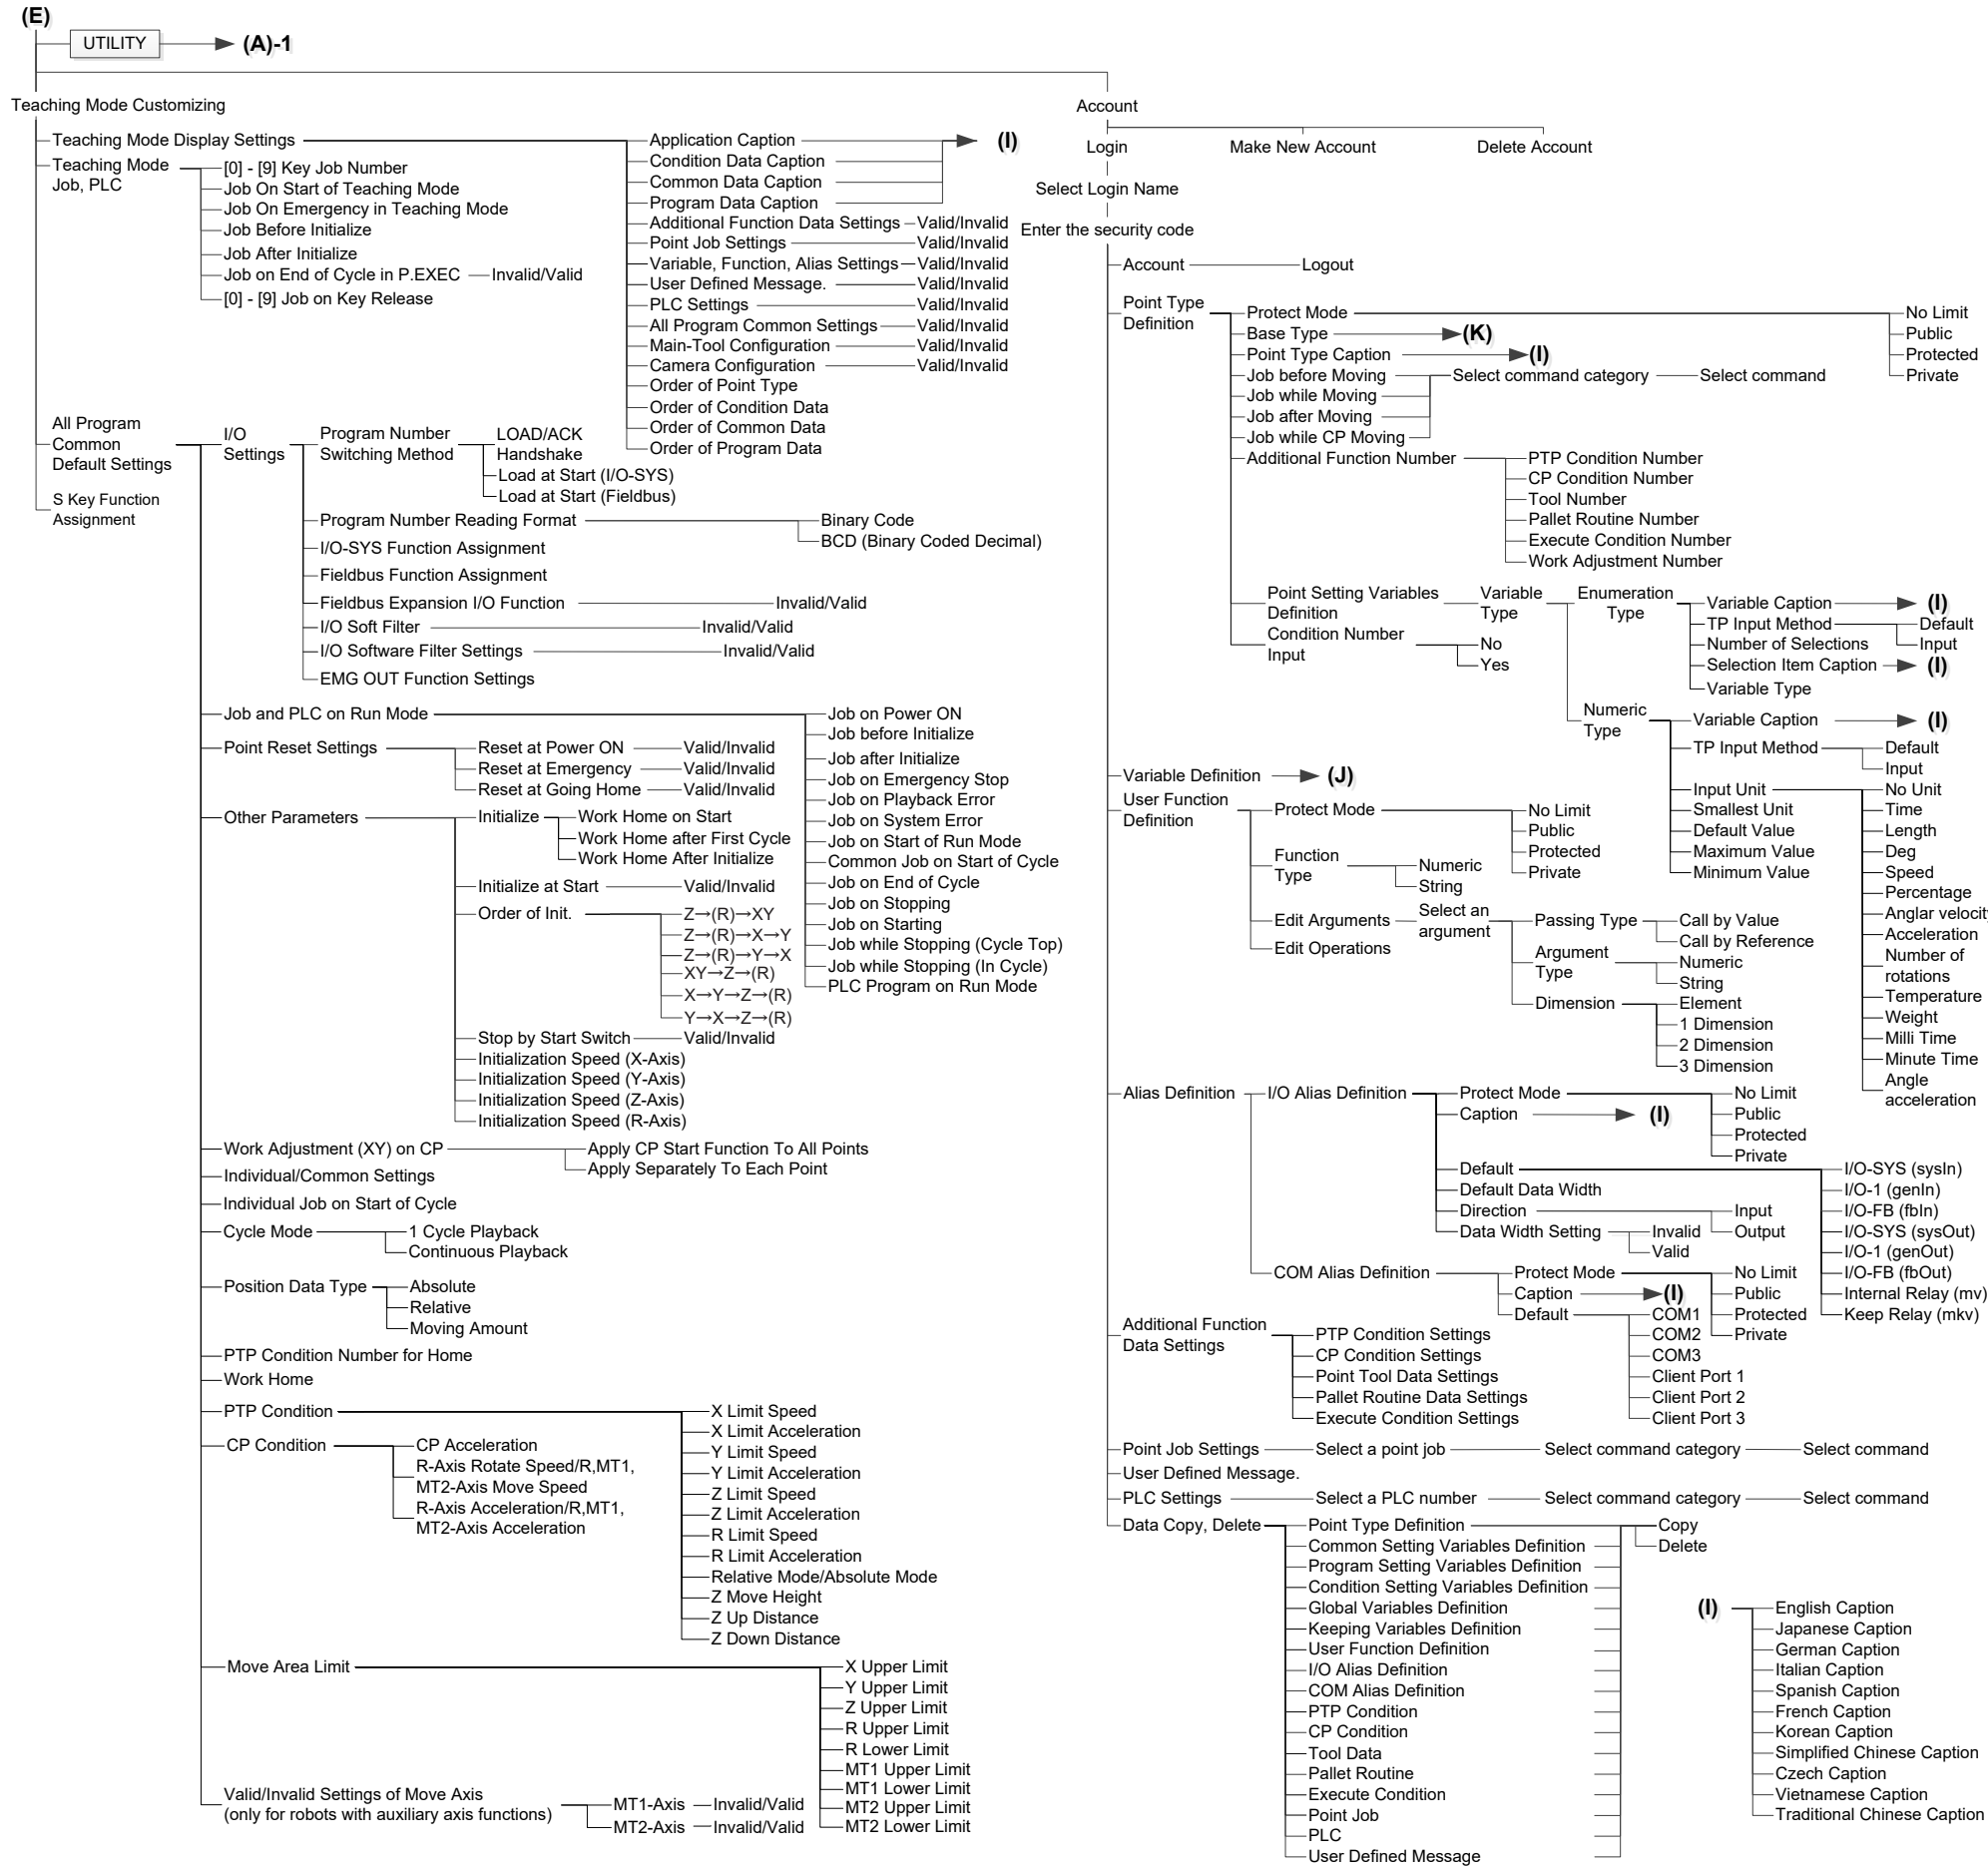 (E)
UTILITY
(A)-1
Teaching Mode Customizing
Teaching Mode Display Settings
Application Caption
(I)
Condition Data Caption
Common Data Caption
Program Data Caption
Additional Function Data Settings
Valid/Invalid
Point Job Settings
Valid/Invalid
Variable, Function, Alias Settings
Valid/Invalid
User Defined Message.
Valid/Invalid
PLC Settings
Valid/Invalid
All Program Common Settings
Valid/Invalid
Main-Tool Configuration
Valid/Invalid
Camera Configuration
Valid/Invalid
Order of Point Type
Order of Condition Data
Order of Common Data
Order of Program Data
Teaching Mode
Job, PLC
[0] - [9] Key Job Number
Job On Start of Teaching Mode
Job On Emergency in Teaching Mode
Job Before Initialize
Job After Initialize
Job on End of Cycle in P.EXEC
Invalid/Valid
[0] - [9] Job on Key Release
All Program
Common
Default Settings
I/O
Settings
Program Number
Switching Method
LOAD/ACK
Handshake
Load at Start (I/O-SYS)
Load at Start (Fieldbus)
Program Number Reading Format
Binary Code
BCD (Binary Coded Decimal)
I/O-SYS Function Assignment
Fieldbus Function Assignment
Fieldbus Expansion I/O Function
Invalid/Valid
I/O Soft Filter
Invalid/Valid
I/O Software Filter Settings
Invalid/Valid
EMG OUT Function Settings
S Key Function
Assignment
Job and PLC on Run Mode
Job on Power ON
Job before Initialize
Job after Initialize
Job on Emergency Stop
Job on Playback Error
Job on System Error
Job on Start of Run Mode
Common Job on Start of Cycle
Job on End of Cycle
Job on Stopping
Job on Starting
Job while Stopping (Cycle Top)
Job while Stopping (In Cycle)
PLC Program on Run Mode
Point Reset Settings
Reset at Power ON
Valid/Invalid
Reset at Emergency
Valid/Invalid
Reset at Going Home
Valid/Invalid
Other Parameters
Initialize
Work Home on Start
Work Home after First Cycle
Work Home After Initialize
Initialize at Start
Valid/Invalid
Order of Init.
Z→(R)→XY
Z→(R)→X→Y
Z→(R)→Y→X
XY→Z→(R)
X→Y→Z→(R)
Y→X→Z→(R)
Stop by Start Switch
Valid/Invalid
Initialization Speed (X-Axis)
Initialization Speed (Y-Axis)
Initialization Speed (Z-Axis)
Initialization Speed (R-Axis)
Work Adjustment (XY) on CP
Apply CP Start Function To All Points
Apply Separately To Each Point
Individual/Common Settings
Individual Job on Start of Cycle
Cycle Mode
1 Cycle Playback
Continuous Playback
Position Data Type
Absolute
Relative
Moving Amount
PTP Condition Number for Home
Work Home
PTP Condition
X Limit Speed
X Limit Acceleration
Y Limit Speed
Y Limit Acceleration
Z Limit Speed
Z Limit Acceleration
R Limit Speed
R Limit Acceleration
Relative Mode/Absolute Mode
Z Move Height
Z Up Distance
Z Down Distance
CP Condition
CP Acceleration
R-Axis Rotate Speed/R,MT1,
MT2-Axis Move Speed
R-Axis Acceleration/R,MT1,
MT2-Axis Acceleration
Move Area Limit
X Upper Limit
Y Upper Limit
Z Upper Limit
R Upper Limit
R Lower Limit
MT1 Upper Limit
MT1 Lower Limit
MT2 Upper Limit
MT2 Lower Limit
Valid/Invalid Settings of Move Axis
(only for robots with auxiliary axis functions)
MT1-Axis
Invalid/Valid
MT2-Axis
Invalid/Valid
Account
Login
Make New Account
Delete Account
Select Login Name
Enter the security code
Account
Logout
Point Type
Definition
Protect Mode
No Limit
Public
Protected
Private
Base Type
(K)
Point Type Caption
(I)
Job before Moving
Select command category
Select command
Job while Moving
Job after Moving
Job while CP Moving
Additional Function Number
PTP Condition Number
CP Condition Number
Tool Number
Pallet Routine Number
Execute Condition Number
Work Adjustment Number
Point Setting Variables
Definition
Variable
Type
Enumeration
Type
Variable Caption
(I)
TP Input Method
Default
Input
Number of Selections
Selection Item Caption
(I)
Variable Type
Condition Number
Input
No
Yes
Numeric
Type
Variable Caption
(I)
TP Input Method
Default
Input
Input Unit
No Unit
Time
Length
Deg
Speed
Percentage
Anglar velocit
Acceleration
Number of
rotations
Temperature
Weight
Milli Time
Minute Time
Angle
acceleration
Smallest Unit
Default Value
Maximum Value
Minimum Value
Variable Definition
(J)
User Function
Definition
Protect Mode
No Limit
Public
Protected
Private
Function
Type
Numeric
String
Edit Arguments
Select an
argument
Passing Type
Call by Value
Call by Reference
Argument
Type
Numeric
String
Dimension
Element
1 Dimension
2 Dimension
3 Dimension
Edit Operations
Alias Definition
I/O Alias Definition
Protect Mode
No Limit
Public
Protected
Private
Caption
(I)
Default
I/O-SYS (sysIn)
I/O-1 (genIn)
I/O-FB (fbIn)
I/O-SYS (sysOut)
I/O-1 (genOut)
I/O-FB (fbOut)
Internal Relay (mv)
Keep Relay (mkv)
Default Data Width
Direction
Input
Output
Data Width Setting
Invalid
Valid
COM Alias Definition
Protect Mode
No Limit
Public
Protected
Private
Caption
(I)
Default
COM1
COM2
COM3
Client Port 1
Client Port 2
Client Port 3
Additional Function
Data Settings
PTP Condition Settings
CP Condition Settings
Point Tool Data Settings
Pallet Routine Data Settings
Execute Condition Settings
Point Job Settings
Select a point job
Select command category
Select command
User Defined Message.
PLC Settings
Select a PLC number
Select command category
Select command
Data Copy, Delete
Point Type Definition
Copy
Delete
Common Setting Variables Definition
Program Setting Variables Definition
Condition Setting Variables Definition
Global Variables Definition
Keeping Variables Definition
User Function Definition
I/O Alias Definition
COM Alias Definition
PTP Condition
CP Condition
Tool Data
Pallet Routine
Execute Condition
Point Job
PLC
User Defined Message
(I)
English Caption
Japanese Caption
German Caption
Italian Caption
Spanish Caption
French Caption
Korean Caption
Simplified Chinese Caption
Czech Caption
Vietnamese Caption
Traditional Chinese Caption